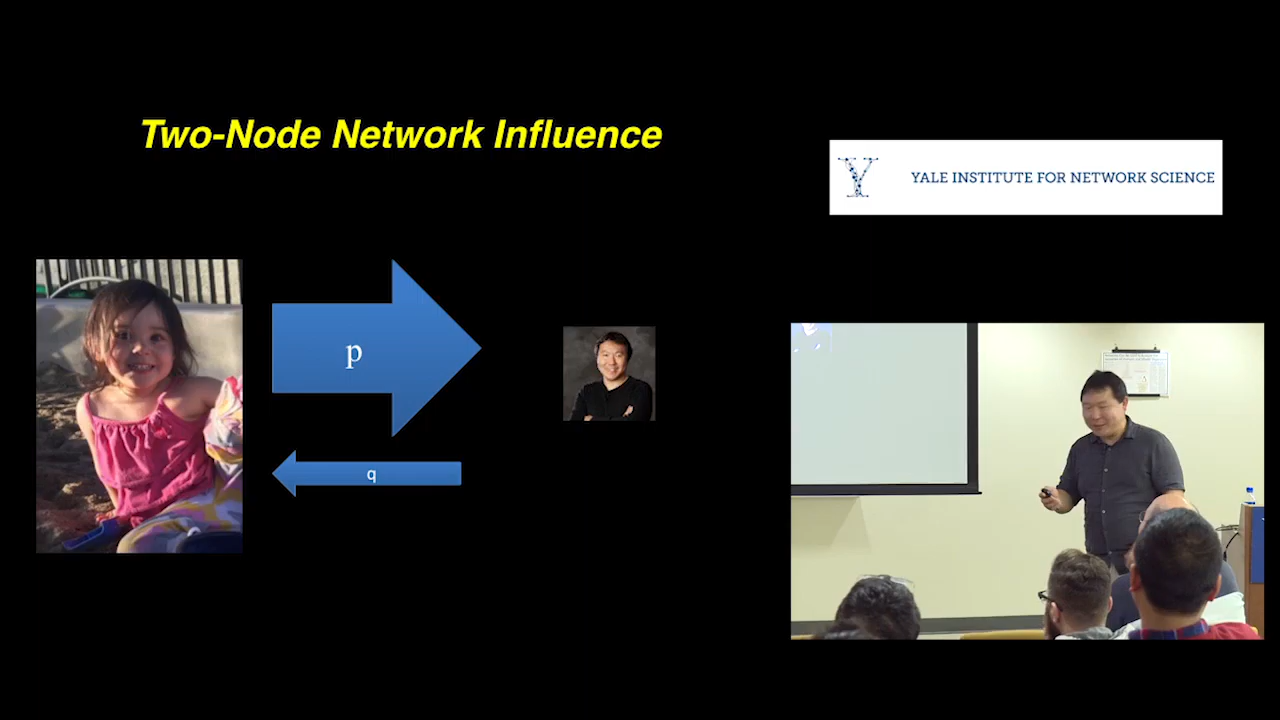 Two-Node Network Influence
Y YALE INSTITUTE FOR NETWORK SCIENCE
p
q